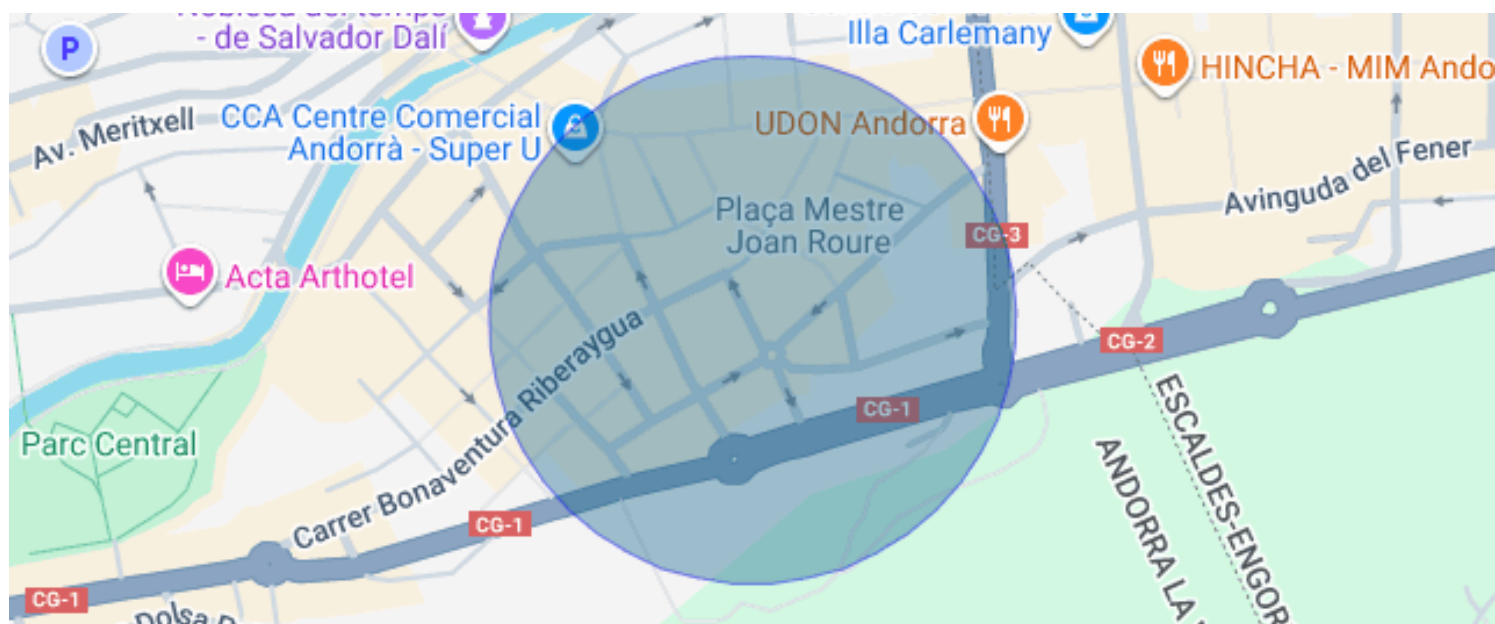 - de Salvador Dalí
P
Illa Carlemany
HINCHA - MIM Ando
CCA Centre Comercial
Andorrà - Super U
UDON Andorra
Av. Meritxell
Avinguda del Fener
Plaça Mestre
Joan Roure
CG-3
Acta Arthotel
CG-2
CG-1
Carrer Bonaventura Riberaygua
Parc Central
ESCALDES-ENGOR
ANDORRA LA
CG-1
CG-1